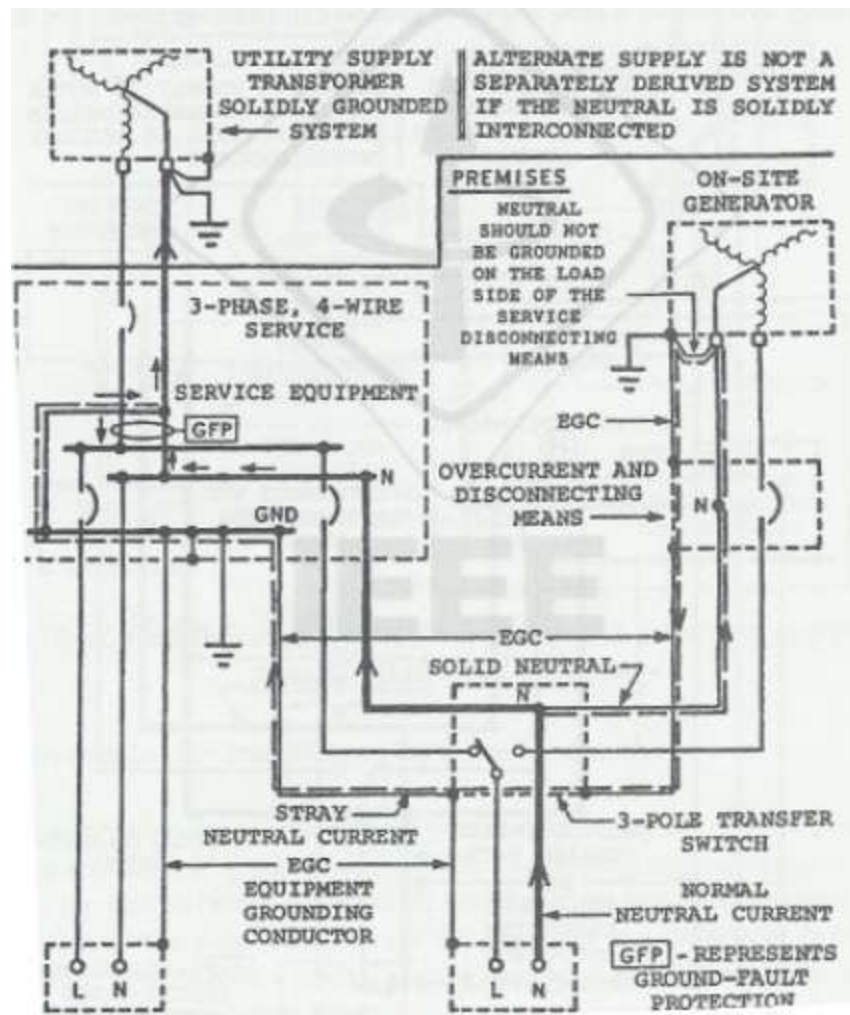 UTILITY SUPPLY
TRANSFORMER
SOLIDLY GROUNDED
SYSTEM
ALTERNATE SUPPLY IS NOT A
SEPARATELY DERIVED SYSTEM
IF THE NEUTRAL IS SOLIDLY
INTERCONNECTED
PREMISES
NEUTRAL
SHOULD NOT
BE GROUNDED
ON THE LOAD
SIDE OF THE
SERVICE
DISCONNECTING
MEANS
ON-SITE
GENERATOR
3-PHASE, 4-WIRE
SERVICE
SERVICE EQUIPMENT
GFP
EGC
N
OVERCURRENT AND
DISCONNECTING
MEANS
N
GND
IEEE
EGC
SOLID NEUTRAL
N
STRAY
NEUTRAL CURRENT
3-POLE TRANSFER
SWITCH
EGC
EQUIPMENT
GROUNDING
CONDUCTOR
NORMAL
NEUTRAL CURRENT
GFP - REPRESENTS
GROUND-FAULT
PROTECTION
L N
L N